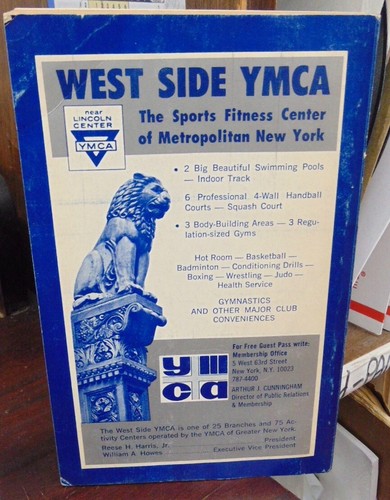 WEST SIDE YMCA
near
LINCOLN
CENTER
YMCA
The Sports Fitness Center
of Metropolitan New York
• 2 Big Beautiful Swimming Pools
— Indoor Track
6 Professional 4-Wall Handball
Courts — Squash Court
• 3 Body-Building Areas — 3 Regu-
lation-sized Gyms
Hot Room — Basketball —
Badminton — Conditioning Drills —
Boxing — Wrestling — Judo —
Health Service
GYMNASTICS
AND OTHER MAJOR CLUB
CONVENIENCES
ymca
For Free Guest Pass write:
Membership Office
5 West 63rd Street
New York, N.Y. 10023
787-4400
ARTHUR J. CUNNINGHAM
Director of Public Relations
& Membership
The West Side YMCA is one of 25 Branches and 75 Ac-
tivity Centers operated by the YMCA of Greater New York.
Reese H. Harris, Jr. President
William A. Howes Executive Vice President